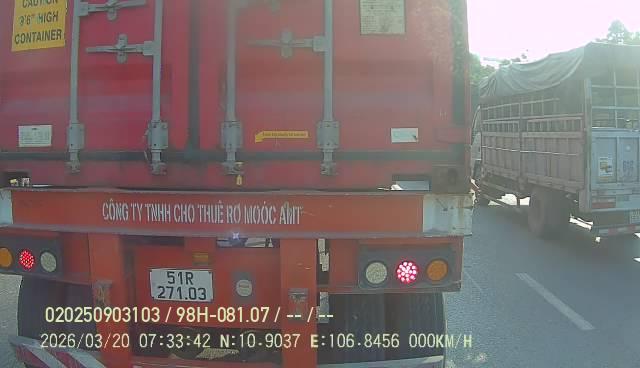 CAUTION
9'6" HIGH
CONTAINER
CÔNG TY TNHH CHO THUÊ RƠ MOÓC AMT
51R
271.03
020250903103 / 98H-081.07 / -- / --
2026/03/20 07:33:42 N:10.9037 E:106.8456 000KM/H